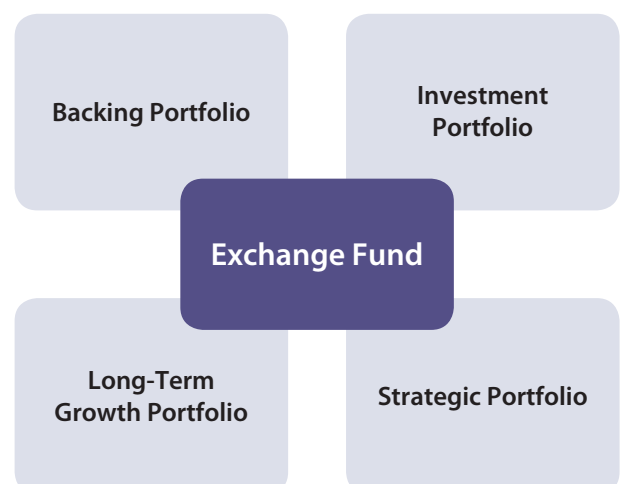 Backing Portfolio
Investment
Portfolio
Exchange Fund
Long-Term
Growth Portfolio
Strategic Portfolio